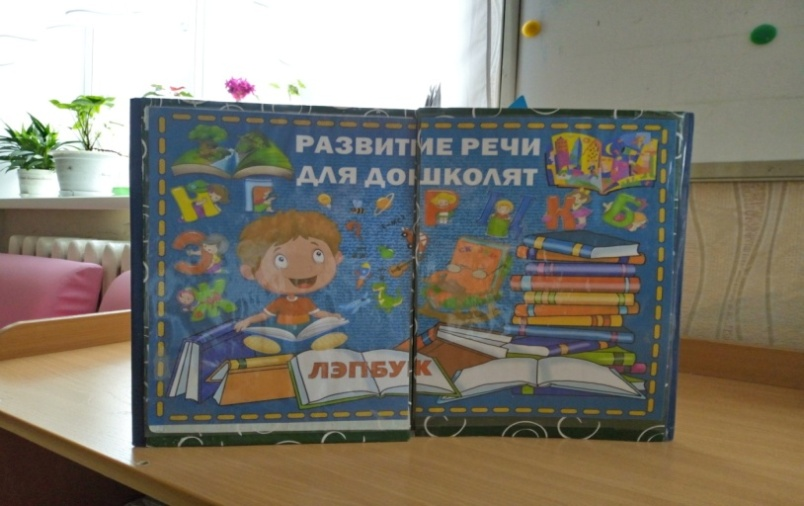 РАЗВИТИЕ РЕЧИ
ДЛЯ ДОШКОЛЯТ
Н Г Р Ы К Б
З
Ж
ЛЭПБУК